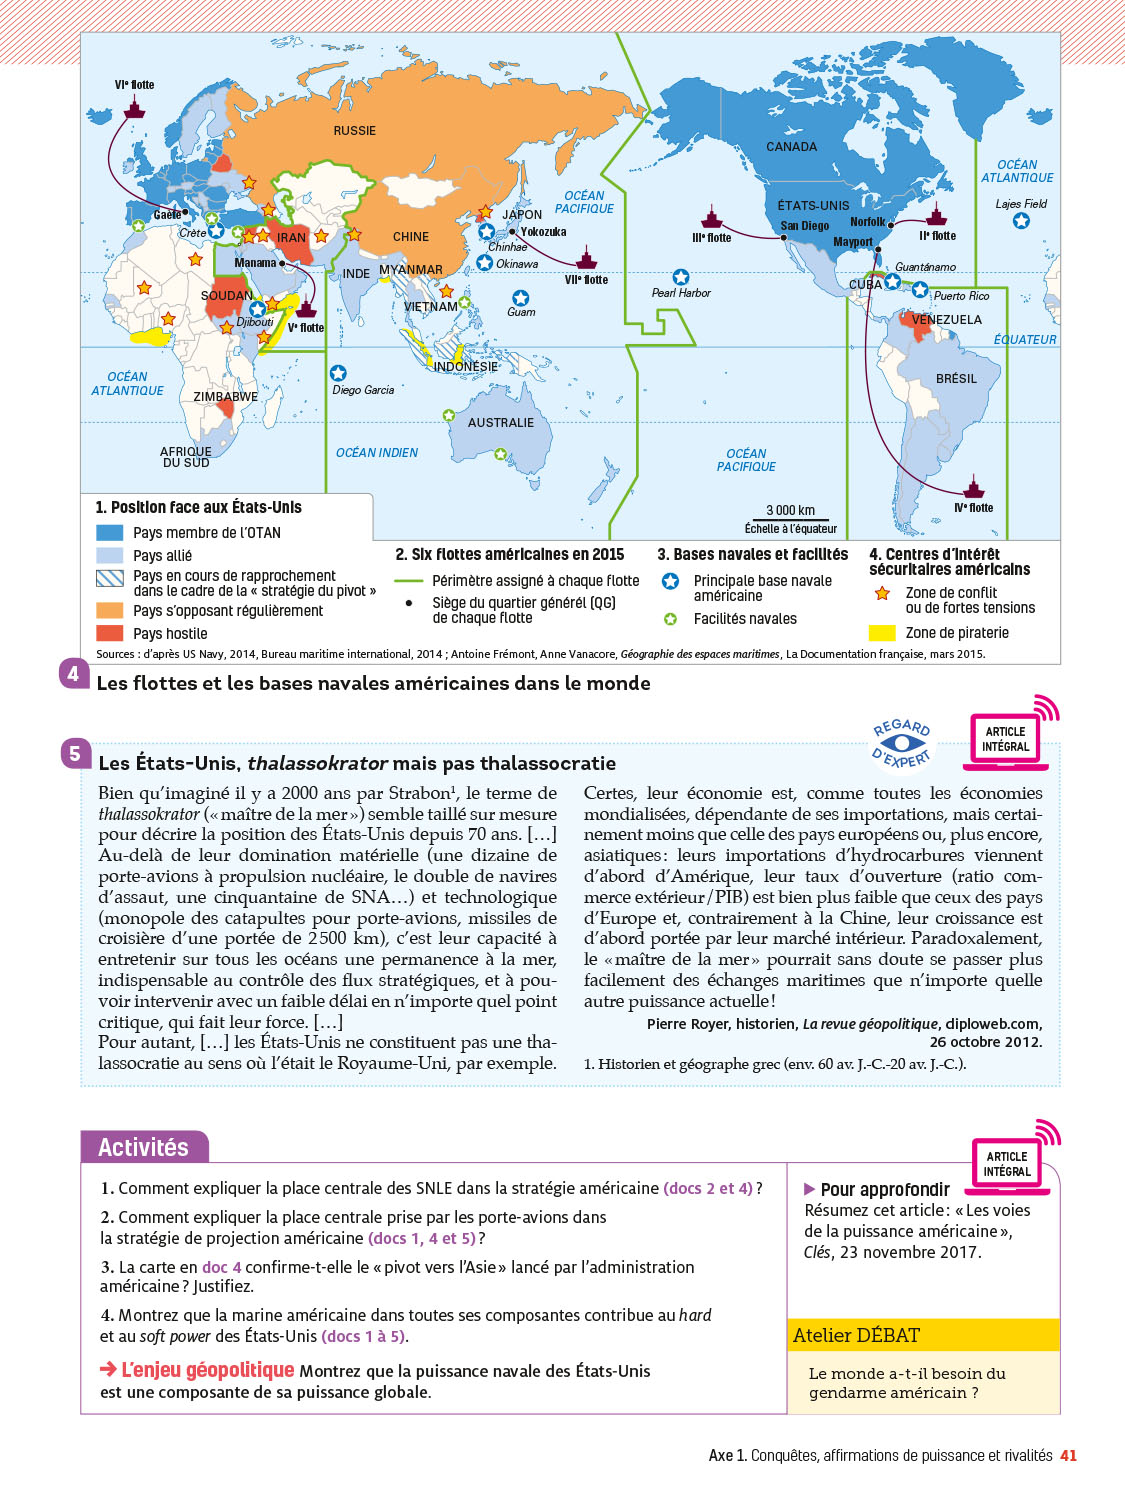 VIe flotte
RUSSIE
CANADA
OCÉAN
ATLANTIQUE
OCÉAN
PACIFIQUE
ÉTATS-UNIS
Lajes Field
Gaète
JAPON
San Diego
Norfolk
Crète
IRAN
CHINE
Yokozuka
Chinhae
IIIe flotte
Mayport
IIe flotte
Manama
INDE
MYANMAR
Okinawa
VIIe flotte
Guantánamo
SOUDAN
VIETNAM
Pearl Harbor
CUBA
Puerto Rico
Djibouti
Ve flotte
Guam
VENEZUELA
ÉQUATEUR
INDONÉSIE
OCÉAN
ATLANTIQUE
Diego Garcia
BRÉSIL
ZIMBABWE
AUSTRALIE
AFRIQUE
DU SUD
OCÉAN INDIEN
OCÉAN
PACIFIQUE
3 000 km
Échelle à l'équateur
IVe flotte
1. Position face aux États-Unis
Pays membre de l'OTAN
Pays allié
Pays en cours de rapprochement
dans le cadre de la « stratégie du pivot »
Pays s'opposant régulièrement
Pays hostile
2. Six flottes américaines en 2015
Périmètre assigné à chaque flotte
Siège du quartier générél (QG)
de chaque flotte
3. Bases navales et facilités
Principale base navale
américaine
Facilités navales
4. Centres d'intérêt
sécuritaires américains
Zone de conflit
ou de fortes tensions
Zone de piraterie
Sources : d'après US Navy, 2014, Bureau maritime international, 2014 ; Antoine Frémont, Anne Vanacore, Géographie des espaces maritimes, La Documentation française, mars 2015.
4 Les flottes et les bases navales américaines dans le monde
REGARD
D'EXPERT
ARTICLE
INTÉGRAL
5 Les États-Unis, thalassokrator mais pas thalassocratie
Bien qu'imaginé il y a 2000 ans par Strabon1, le terme de
thalassokrator (« maître de la mer ») semble taillé sur mesure
pour décrire la position des États-Unis depuis 70 ans. […]
Au-delà de leur domination matérielle (une dizaine de
porte-avions à propulsion nucléaire, le double de navires
d'assaut, une cinquantaine de SNA…) et technologique
(monopole des catapultes pour porte-avions, missiles de
croisière d'une portée de 2 500 km), c'est leur capacité à
entretenir sur tous les océans une permanence à la mer,
indispensable au contrôle des flux stratégiques, et à pou-
voir intervenir avec un faible délai en n'importe quel point
critique, qui fait leur force. […]
Pour autant, […] les États-Unis ne constituent pas une tha-
lassocratie au sens où l'était le Royaume-Uni, par exemple.
Certes, leur économie est, comme toutes les économies
mondialisées, dépendante de ses importations, mais certai-
nement moins que celle des pays européens ou, plus encore,
asiatiques : leurs importations d'hydrocarbures viennent
d'abord d'Amérique, leur taux d'ouverture (ratio com-
merce extérieur / PIB) est bien plus faible que ceux des pays
d'Europe et, contrairement à la Chine, leur croissance est
d'abord portée par leur marché intérieur. Paradoxalement,
le « maître de la mer » pourrait sans doute se passer plus
facilement des échanges maritimes que n'importe quelle
autre puissance actuelle !
Pierre Royer, historien, La revue géopolitique, diploweb.com,
26 octobre 2012.
1. Historien et géographe grec (env. 60 av. J.-C.-20 av. J.-C.).
Activités
1. Comment expliquer la place centrale des SNLE dans la stratégie américaine (docs 2 et 4) ?
2. Comment expliquer la place centrale prise par les porte-avions dans
la stratégie de projection américaine (docs 1, 4 et 5) ?
3. La carte en doc 4 confirme-t-elle le « pivot vers l'Asie » lancé par l'administration
américaine ? Justifiez.
4. Montrez que la marine américaine dans toutes ses composantes contribue au hard
et au soft power des États-Unis (docs 1 à 5).
→ L'enjeu géopolitique Montrez que la puissance navale des États-Unis
est une composante de sa puissance globale.
ARTICLE
INTÉGRAL
Pour approfondir
Résumez cet article : « Les voies
de la puissance américaine »,
Clés, 23 novembre 2017.
Atelier DÉBAT
Le monde a-t-il besoin du
gendarme américain ?
Axe 1. Conquêtes, affirmations de puissance et rivalités 41